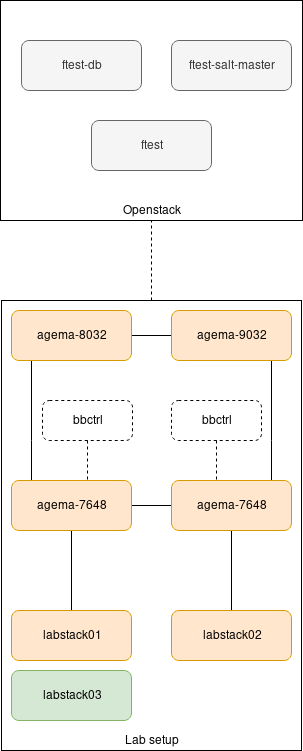 ftest-db
ftest-salt-master
ftest
Openstack
agema-8032
agema-9032
bbctrl
bbctrl
agema-7648
agema-7648
labstack01
labstack02
labstack03
Lab setup